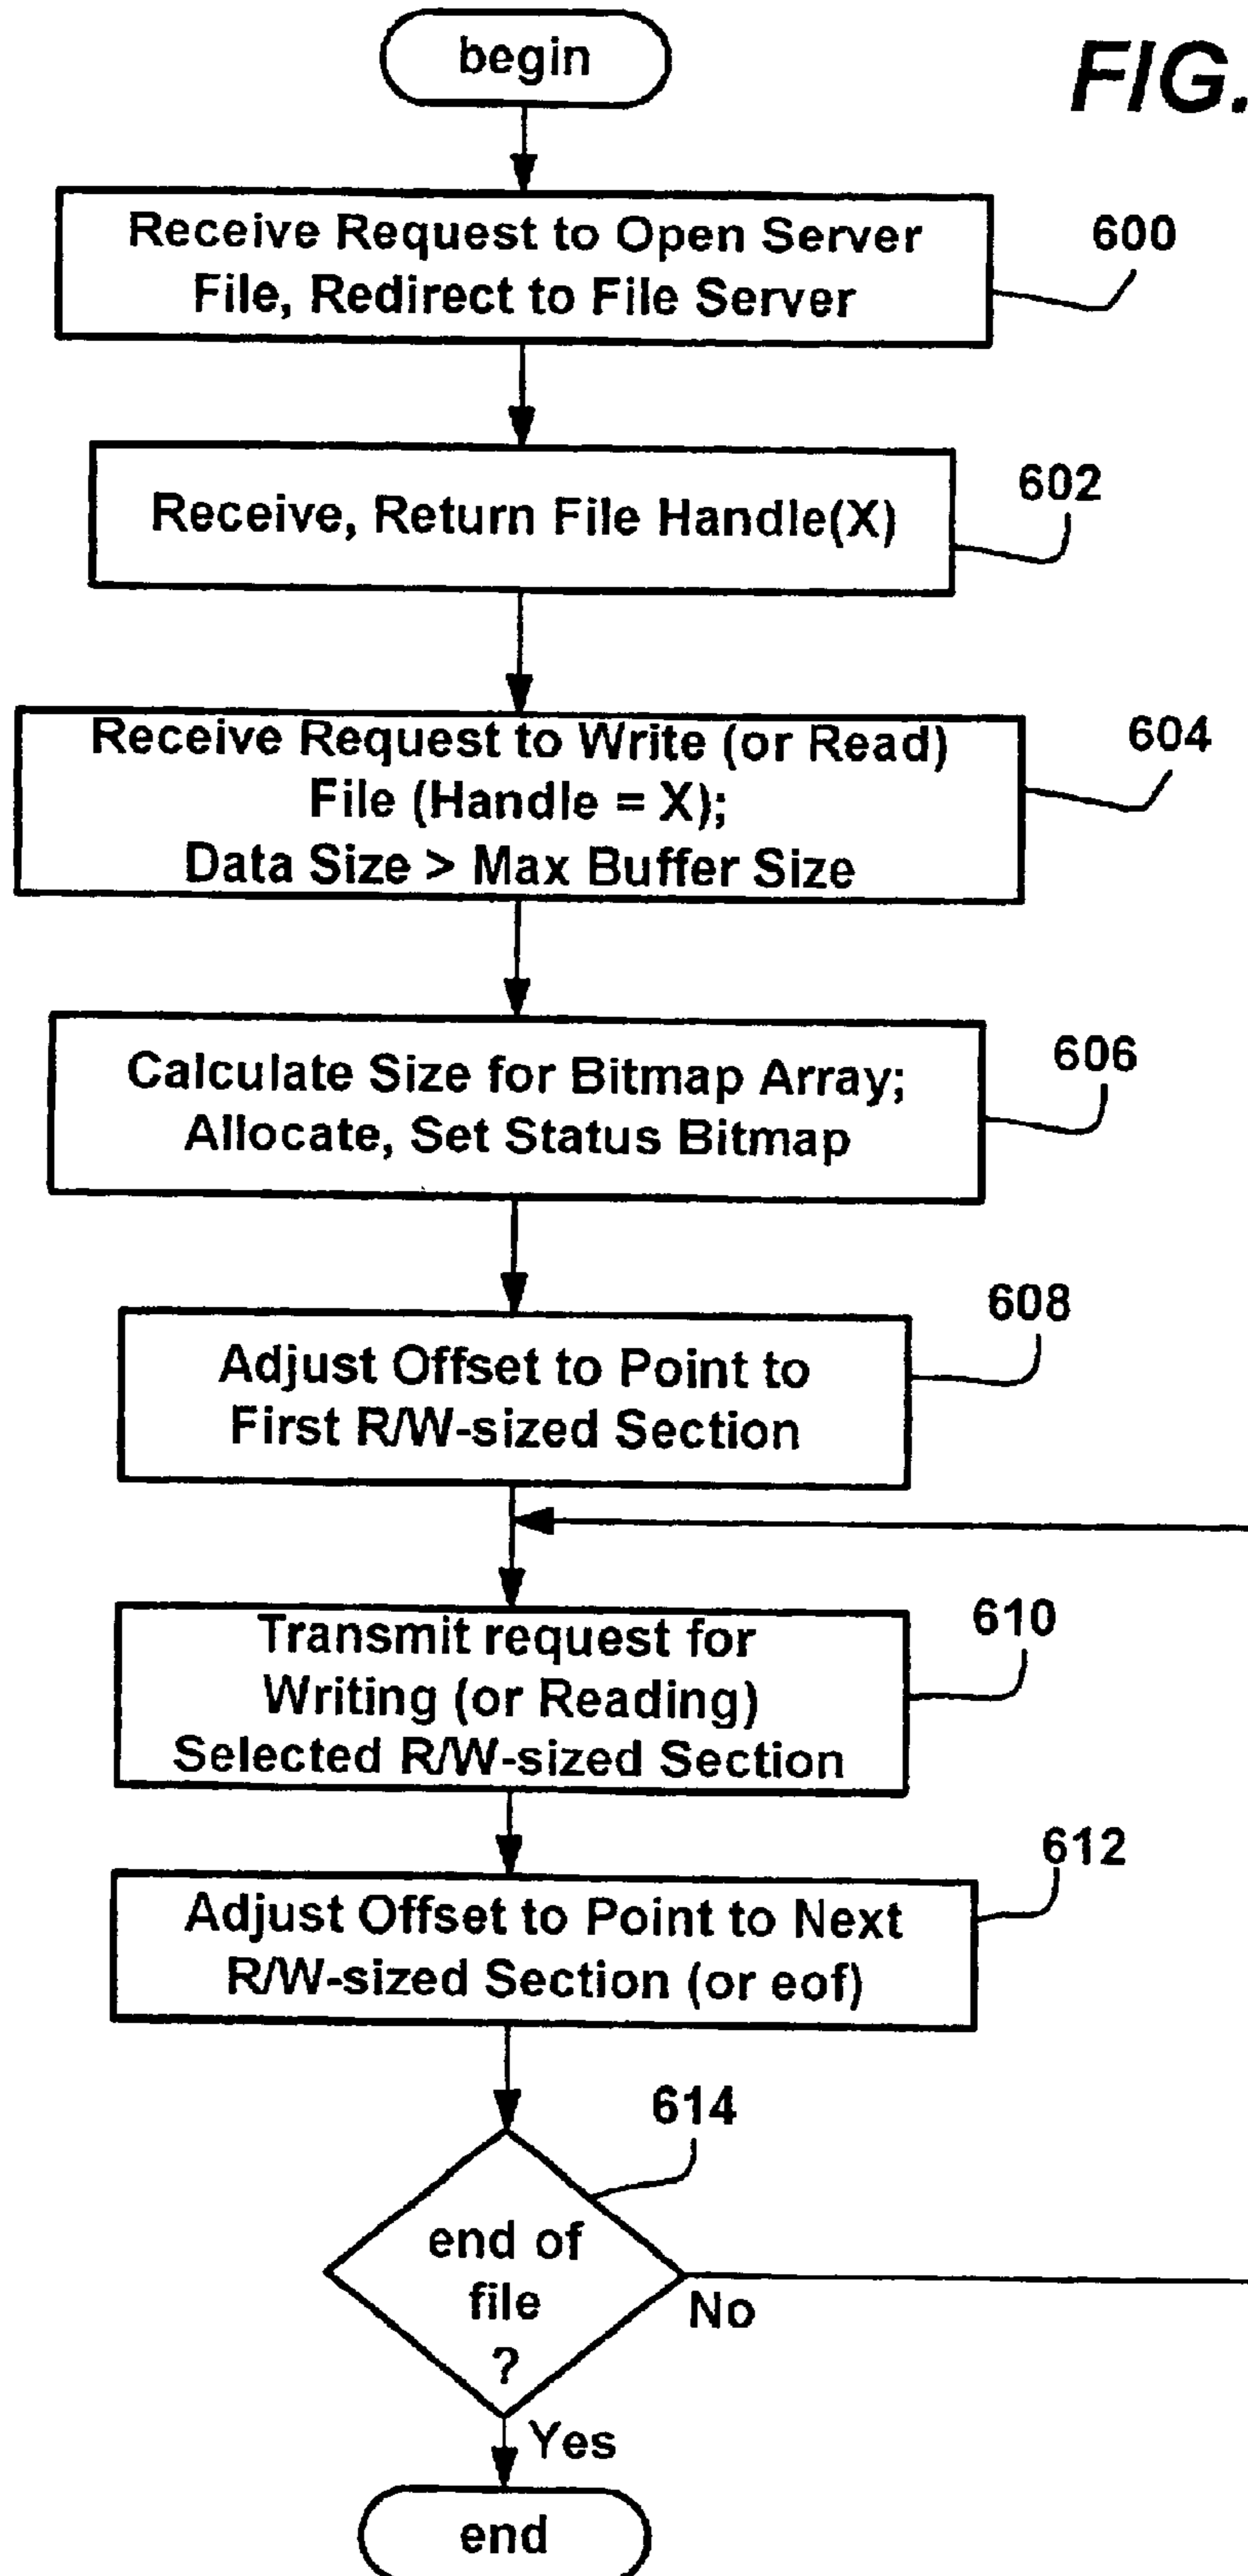 begin
FIG.
Receive Request to Open Server
File, Redirect to File Server
600
Receive, Return File Handle(X)
602
Receive Request to Write (or Read)
File (Handle = X);
Data Size > Max Buffer Size
604
Calculate Size for Bitmap Array;
Allocate, Set Status Bitmap
606
Adjust Offset to Point to
First R/W-sized Section
608
Transmit request for
Writing (or Reading)
Selected R/W-sized Section
610
Adjust Offset to Point to Next
R/W-sized Section (or eof)
612
614
end of
file
?
No
Yes
end